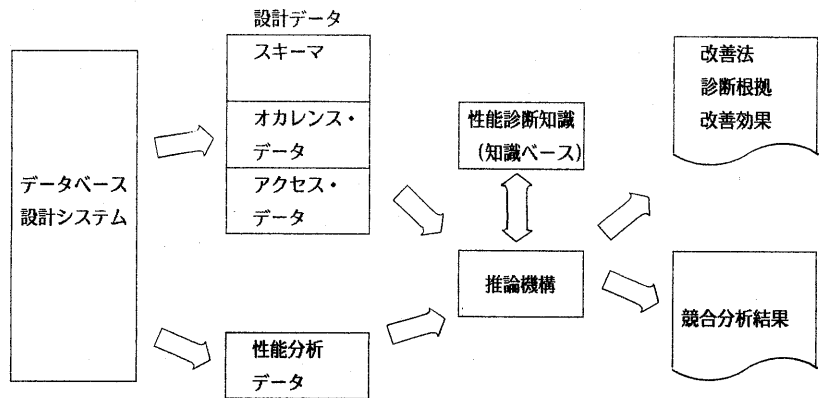 設計データ
スキーマ
オカレンス・
データ
アクセス・
データ
データベース
設計システム
性能分析
データ
性能診断知識
(知識ベース)
推論機構
改善法
診断根拠
改善効果
競合分析結果